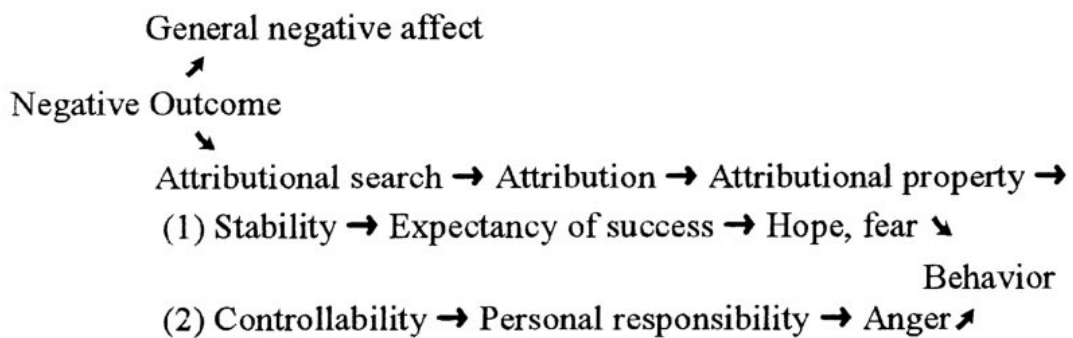 General negative affect
↗
Negative Outcome
↘
Attributional search → Attribution → Attributional property →
(1) Stability → Expectancy of success → Hope, fear ↘
Behavior
(2) Controllability → Personal responsibility → Anger ↗